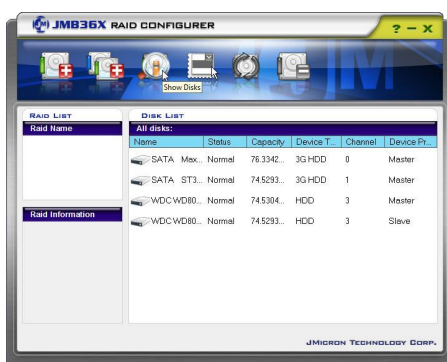 JMB36X RAID CONFIGURER
? – X
Show Disks
RAID LIST
Raid Name
Raid Information
DISK LIST
All disks:
Name Status Capacity Device T... Channel Device Pr...
SATA Max... Normal 76.3342... 3G HDD 0 Master
SATA ST3... Normal 74.5293... 3G HDD 1 Master
WDC WD80... Normal 74.5304... HDD 3 Master
WDC WD80... Normal 74.5293... HDD 3 Slave
JMICRON TECHNOLOGY CORP.